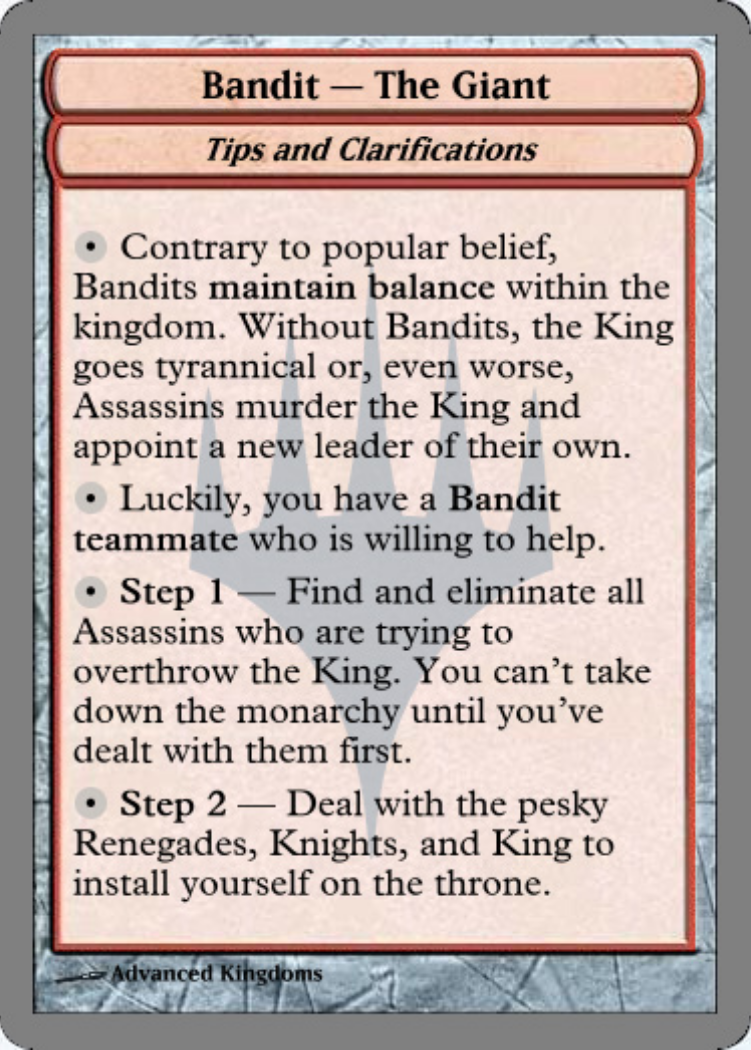 Bandit — The Giant
Tips and Clarifications
• Contrary to popular belief,
Bandits maintain balance within the
kingdom. Without Bandits, the King
goes tyrannical or, even worse,
Assassins murder the King and
appoint a new leader of their own.
• Luckily, you have a Bandit
teammate who is willing to help.
• Step 1 — Find and eliminate all
Assassins who are trying to
overthrow the King. You can't take
down the monarchy until you've
dealt with them first.
• Step 2 — Deal with the pesky
Renegades, Knights, and King to
install yourself on the throne.
Advanced Kingdoms